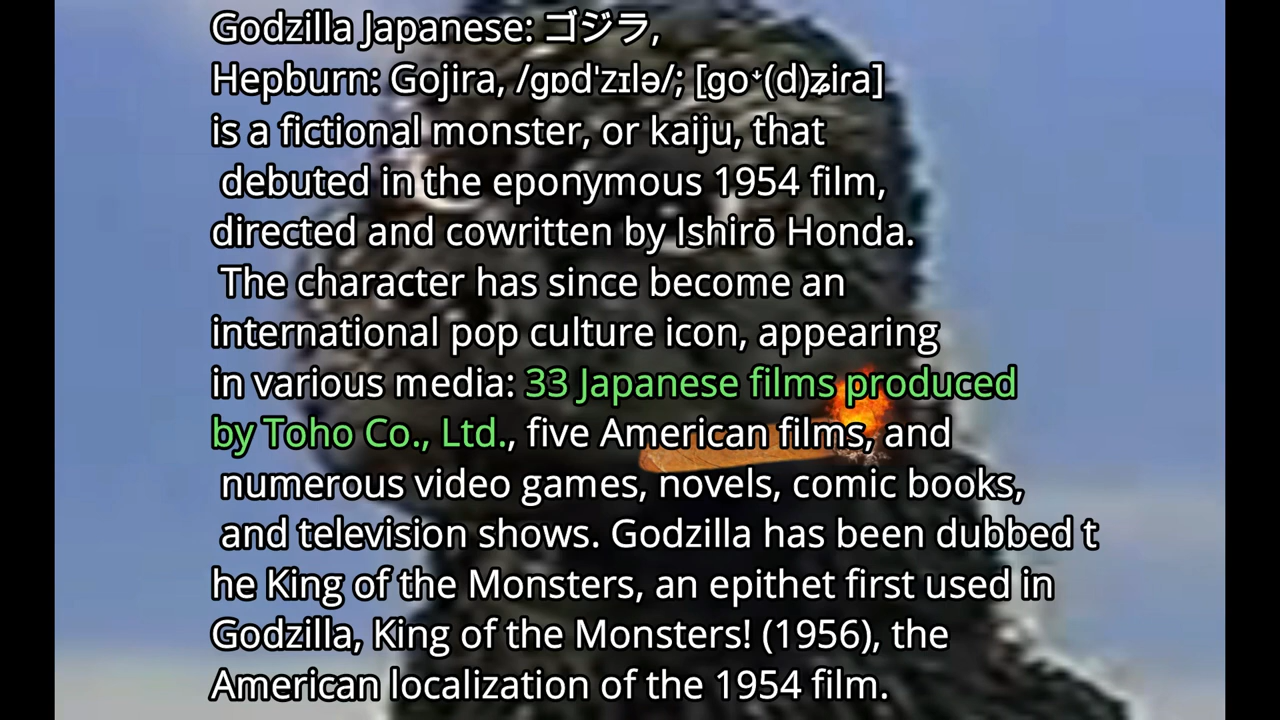 Godzilla Japanese: ゴジラ,
Hepburn: Gojira, /ɡɒdˈzɪlə/; [ɡoꜜ(d)ʑiɾa]
is a fictional monster, or kaiju, that
debuted in the eponymous 1954 film,
directed and cowritten by Ishirō Honda.
The character has since become an
international pop culture icon, appearing
in various media: 33 Japanese films produced
by Toho Co., Ltd., five American films, and
numerous video games, novels, comic books,
and television shows. Godzilla has been dubbed t
he King of the Monsters, an epithet first used in
Godzilla, King of the Monsters! (1956), the
American localization of the 1954 film.